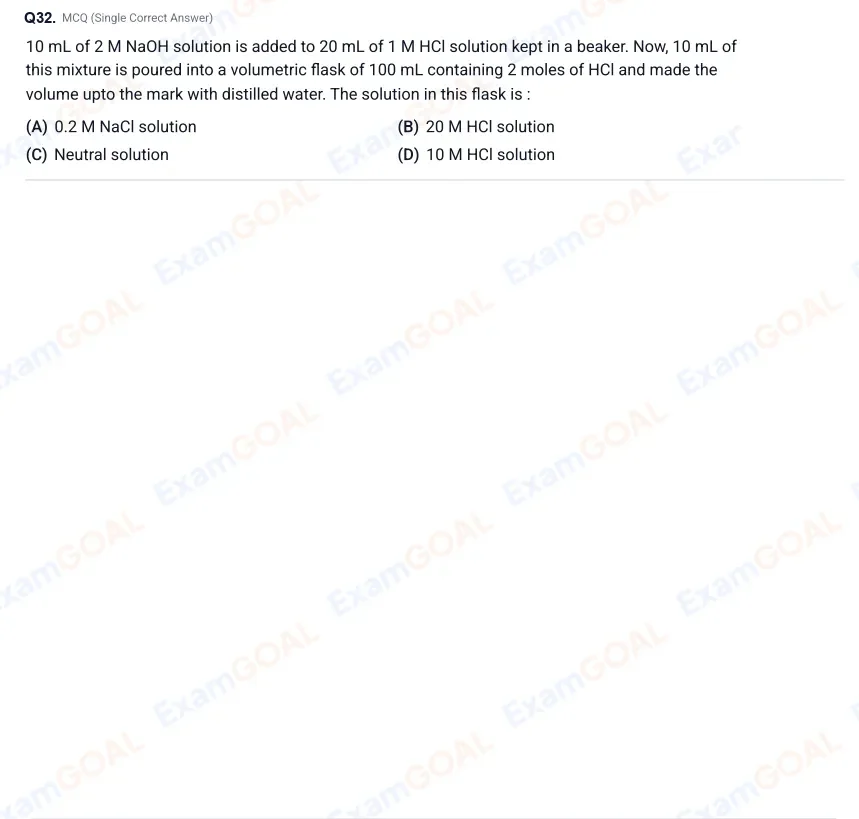 Q32. MCQ (Single Correct Answer)
10 mL of 2 M NaOH solution is added to 20 mL of 1 M HCl solution kept in a beaker. Now, 10 mL of
this mixture is poured into a volumetric flask of 100 mL containing 2 moles of HCl and made the
volume upto the mark with distilled water. The solution in this flask is :
(A) 0.2 M NaCl solution
(B) 20 M HCl solution
(C) Neutral solution
(D) 10 M HCl solution
ExamGOAL